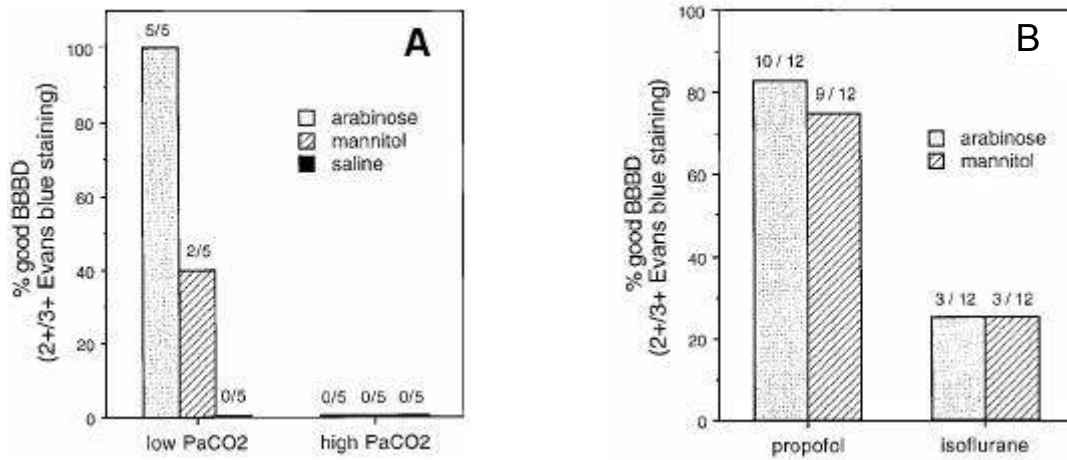 A
% good BBBD
(2+/3+ Evans blue staining)
100
80
60
40
20
0
5/5
2/5
0/5
0/5 0/5 0/5
arabinose
mannitol
saline
low PaCO2 high PaCO2
B
% good BBBD
(2+/3+ Evans blue staining)
100
80
60
40
20
0
10 / 12
9 / 12
3 / 12 3 / 12
arabinose
mannitol
propofol isoflurane